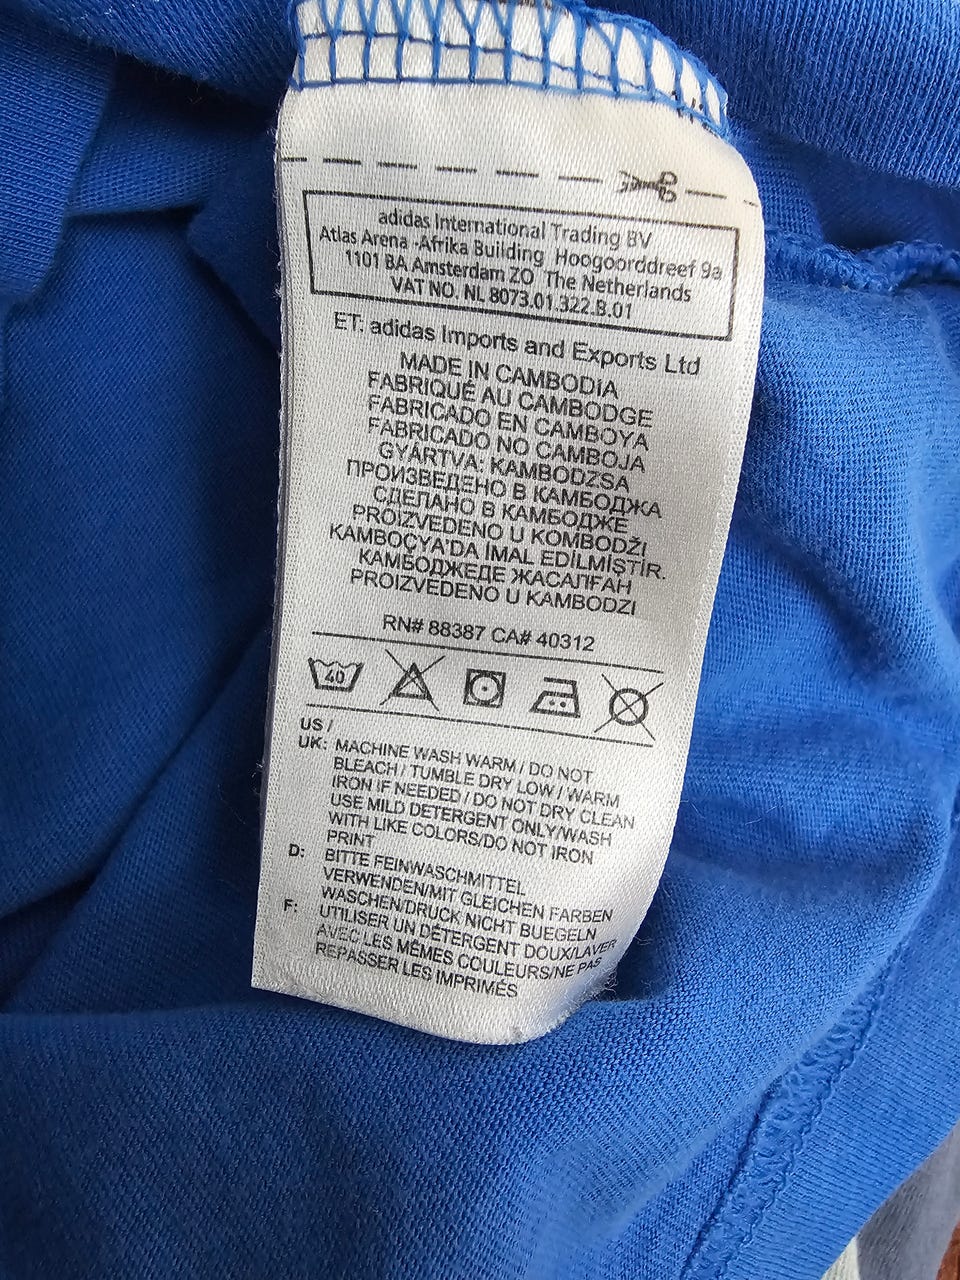 adidas International Trading BV
Atlas Arena -Afrika Building Hoogoorddreef 9a
1101 BA Amsterdam ZO The Netherlands
VAT NO. NL 8073.01.322.B.01
ET: adidas Imports and Exports Ltd
MADE IN CAMBODIA
FABRIQUÉ AU CAMBODGE
FABRICADO EN CAMBOYA
FABRICADO NO CAMBOJA
GYÁRTVA: KAMBODZSA
ПРОИЗВЕДЕНО В КАМБОДЖА
СДЕЛАНО В КАМБОДЖЕ
PROIZVEDENO U KOMBODŽI
KAMBOÇYA'DA İMAL EDİLMİŞTİR.
КАМБОДЖЕДЕ ЖАСАЛҒАН
PROIZVEDENO U KAMBODZI
RN# 88387 CA# 40312
40
US /
UK: MACHINE WASH WARM / DO NOT
BLEACH / TUMBLE DRY LOW / WARM
IRON IF NEEDED / DO NOT DRY CLEAN
USE MILD DETERGENT ONLY/WASH
WITH LIKE COLORS/DO NOT IRON
PRINT
D: BITTE FEINWASCHMITTEL
VERWENDEN/MIT GLEICHEN FARBEN
WASCHEN/DRUCK NICHT BUEGELN
F: UTILISER UN DÉTERGENT DOUX/LAVER
AVEC LES MÊMES COULEURS/NE PAS
REPASSER LES IMPRIMÉS